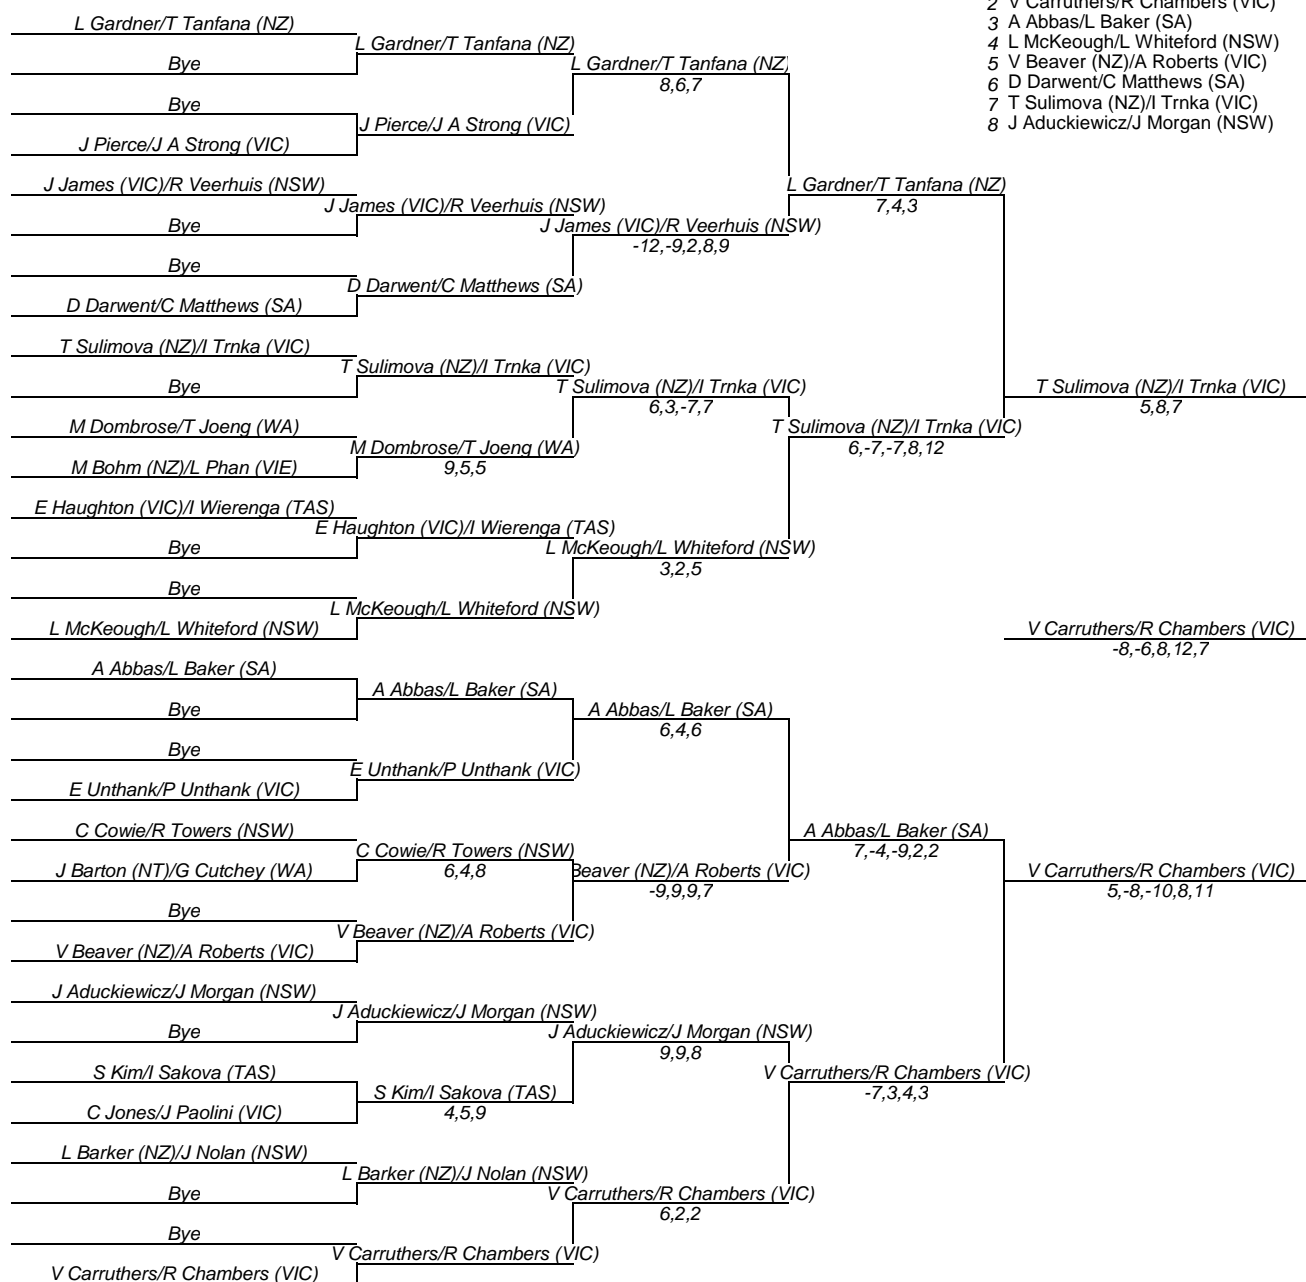 2 V Carruthers/R Chambers (VIC)
3 A Abbas/L Baker (SA)
4 L McKeough/L Whiteford (NSW)
5 V Beaver (NZ)/A Roberts (VIC)
6 D Darwent/C Matthews (SA)
7 T Sulimova (NZ)/I Trnka (VIC)
8 J Aduckiewicz/J Morgan (NSW)
L Gardner/T Tanfana (NZ)
Bye
Bye
J Pierce/J A Strong (VIC)
J James (VIC)/R Veerhuis (NSW)
Bye
Bye
D Darwent/C Matthews (SA)
T Sulimova (NZ)/I Trnka (VIC)
Bye
M Dombrose/T Joeng (WA)
M Bohm (NZ)/L Phan (VIE)
E Haughton (VIC)/I Wierenga (TAS)
Bye
Bye
L McKeough/L Whiteford (NSW)
A Abbas/L Baker (SA)
Bye
Bye
E Unthank/P Unthank (VIC)
C Cowie/R Towers (NSW)
J Barton (NT)/G Cutchey (WA)
Bye
V Beaver (NZ)/A Roberts (VIC)
J Aduckiewicz/J Morgan (NSW)
Bye
S Kim/I Sakova (TAS)
C Jones/J Paolini (VIC)
L Barker (NZ)/J Nolan (NSW)
Bye
Bye
V Carruthers/R Chambers (VIC)
L Gardner/T Tanfana (NZ)
J Pierce/J A Strong (VIC)
J James (VIC)/R Veerhuis (NSW)
D Darwent/C Matthews (SA)
T Sulimova (NZ)/I Trnka (VIC)
M Dombrose/T Joeng (WA)
9,5,5
E Haughton (VIC)/I Wierenga (TAS)
L McKeough/L Whiteford (NSW)
A Abbas/L Baker (SA)
E Unthank/P Unthank (VIC)
C Cowie/R Towers (NSW)
6,4,8
V Beaver (NZ)/A Roberts (VIC)
J Aduckiewicz/J Morgan (NSW)
S Kim/I Sakova (TAS)
4,5,9
L Barker (NZ)/J Nolan (NSW)
V Carruthers/R Chambers (VIC)
L Gardner/T Tanfana (NZ)
8,6,7
J James (VIC)/R Veerhuis (NSW)
-12,-9,2,8,9
T Sulimova (NZ)/I Trnka (VIC)
6,3,-7,7
L McKeough/L Whiteford (NSW)
3,2,5
A Abbas/L Baker (SA)
6,4,6
Beaver (NZ)/A Roberts (VIC)
-9,9,9,7
J Aduckiewicz/J Morgan (NSW)
9,9,8
V Carruthers/R Chambers (VIC)
6,2,2
L Gardner/T Tanfana (NZ)
7,4,3
T Sulimova (NZ)/I Trnka (VIC)
6,-7,-7,8,12
A Abbas/L Baker (SA)
7,-4,-9,2,2
V Carruthers/R Chambers (VIC)
-7,3,4,3
T Sulimova (NZ)/I Trnka (VIC)
5,8,7
V Carruthers/R Chambers (VIC)
-8,-6,8,12,7
V Carruthers/R Chambers (VIC)
5,-8,-10,8,11